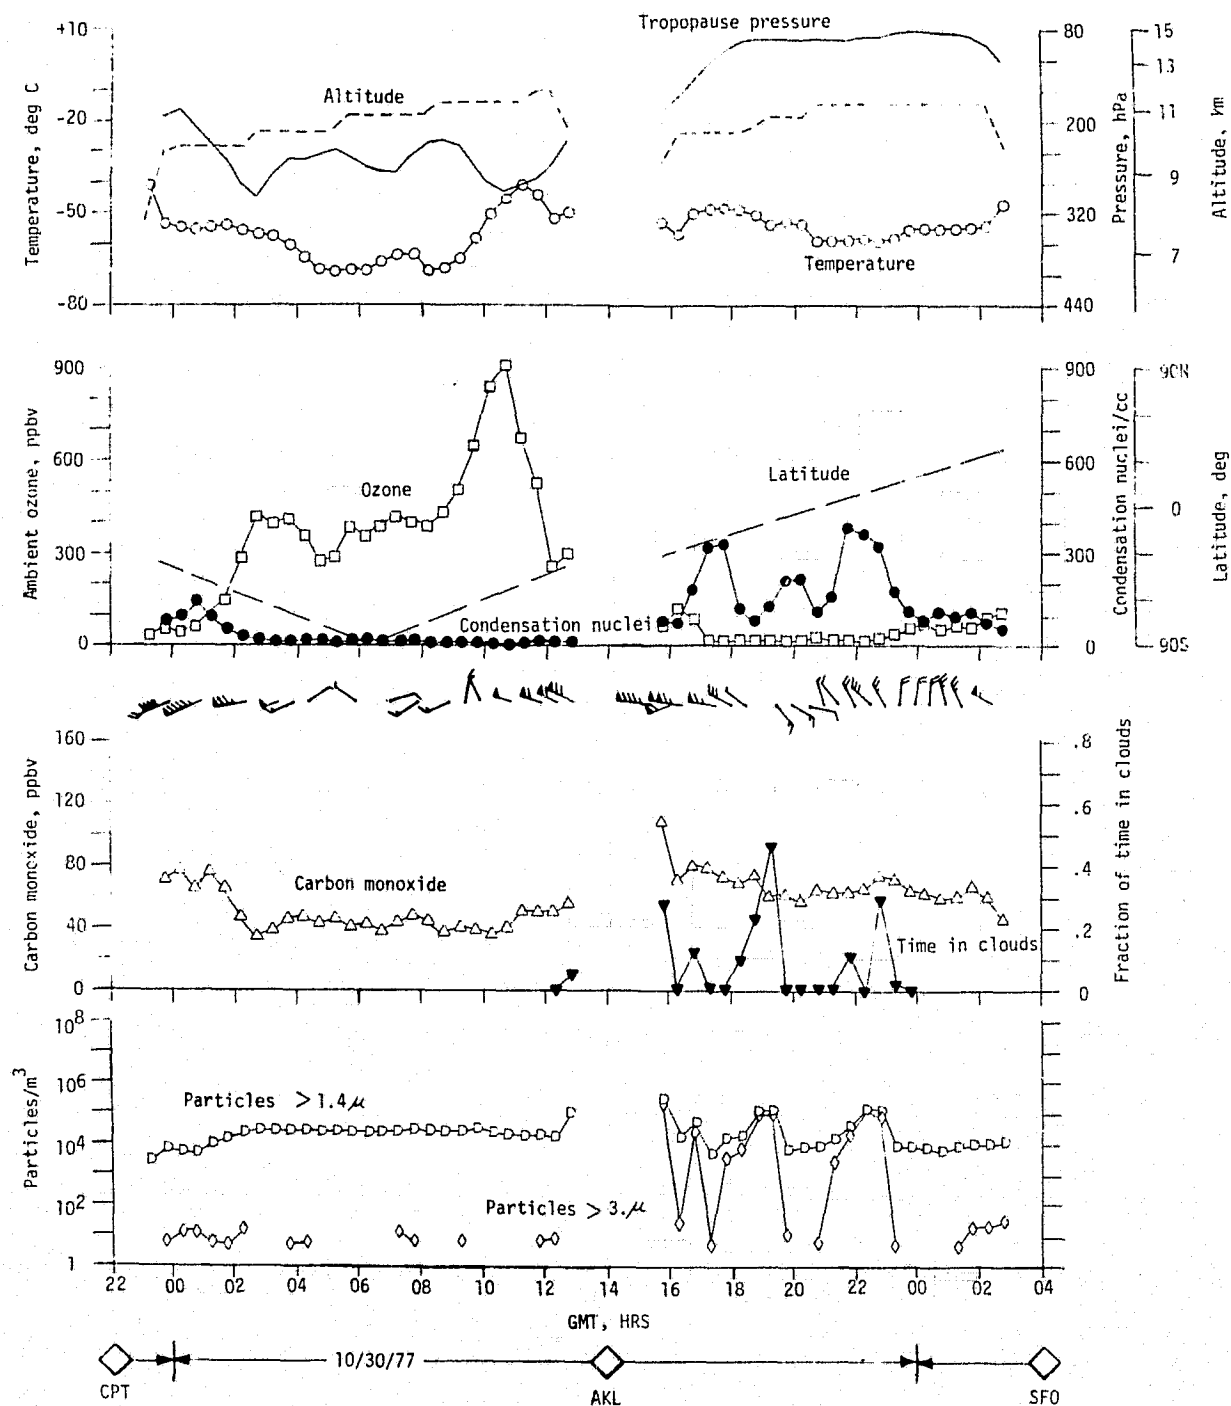 Tropopause pressure
+10
-20
-50
-80
Temperature, deg C
Altitude
Temperature
80
200
320
440
Pressure, hPa
15
13
11
9
7
Altitude,
900
600
300
0
Ambient ozone, ppbv
Ozone
Latitude
Condensation nuclei
900
600
300
0
Condensation nuclei/cc
90N
0
90S
Latitude, deg
160
120
80
40
0
Carbon monoxide, ppbv
Carbon monoxide
Time in clouds
.8
.6
.4
.2
0
Fraction of time in clouds
10^8
10^6
10^4
10^2
1
Particles/m^3
Particles >1.4μ
Particles > 3.μ
22 00 02 04 06 08 10 12 14 16 18 20 22 00 02 04
GMT, HRS
10/30/77
CPT AKL SFO